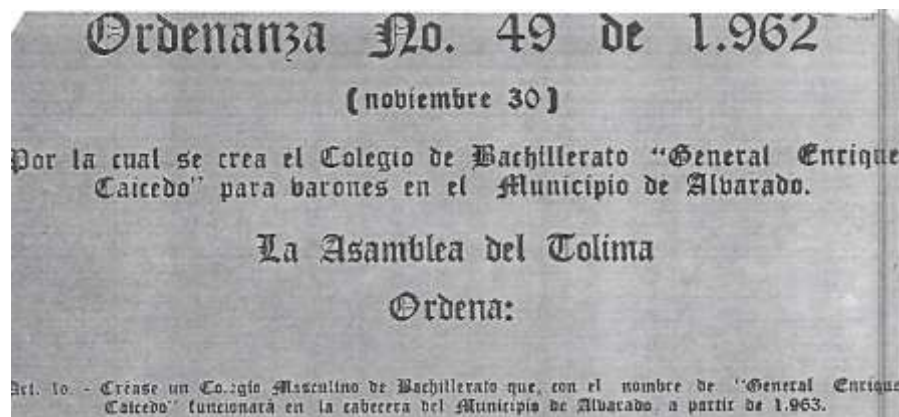 Ordenanza No. 49 de 1.962
(noviembre 30)
Por la cual se crea el Colegio de Bachillerato "General Enrique
Caicedo" para varones en el Municipio de Alvarado.
La Asamblea del Tolima
Ordena:
Art. 1o. - Créase un Colegio Masculino de Bachillerato que, con el nombre de "General Enrique
Caicedo" funcionará en la cabecera del Municipio de Alvarado a partir de 1.963.